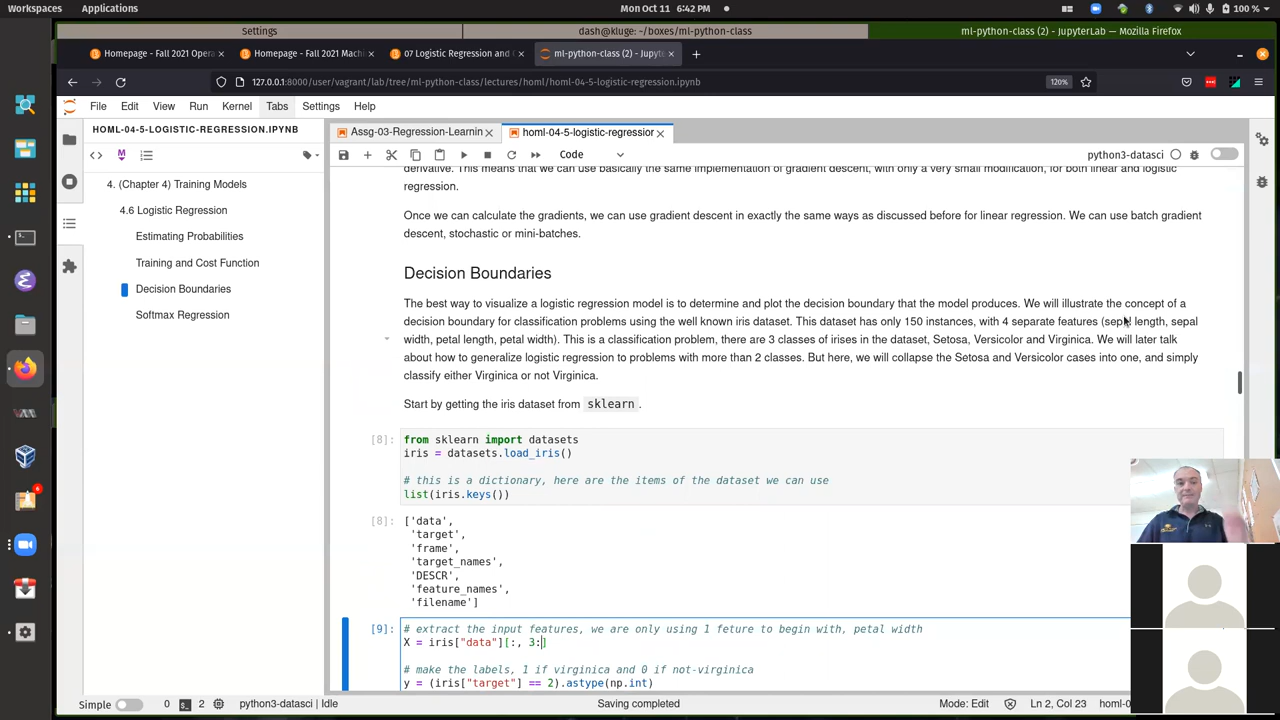 Workspaces
Applications
Mon Oct 11 6:42 PM
100 %
Settings
dash@kluge: ~/boxes/ml-python-class
ml-python-class (2) - JupyterLab — Mozilla Firefox
Homepage - Fall 2021 Opera
Homepage - Fall 2021 Machi
07 Logistic Regression and C
ml-python-class (2) - Jupyte
127.0.0.1:8000/user/vagrant/lab/tree/ml-python-class/lectures/homl/homl-04-5-logistic-regression.ipynb
120%
File Edit View Run Kernel Tabs Settings Help
HOML-04-5-LOGISTIC-REGRESSION.IPYNB
Assg-03-Regression-Learnin
homl-04-5-logistic-regression
Code
python3-datasci
4. (Chapter 4) Training Models
4.6 Logistic Regression
Estimating Probabilities
Training and Cost Function
Decision Boundaries
Softmax Regression
derivative. This means that we can use basically the same implementation of gradient descent, with only a very small modification, for both linear and logistic
regression.
Once we can calculate the gradients, we can use gradient descent in exactly the same ways as discussed before for linear regression. We can use batch gradient
descent, stochastic or mini-batches.
Decision Boundaries
The best way to visualize a logistic regression model is to determine and plot the decision boundary that the model produces. We will illustrate the concept of a
decision boundary for classification problems using the well known iris dataset. This dataset has only 150 instances, with 4 separate features (sepal length, sepal
width, petal length, petal width). This is a classification problem, there are 3 classes of irises in the dataset, Setosa, Versicolor and Virginica. We will later talk
about how to generalize logistic regression to problems with more than 2 classes. But here, we will collapse the Setosa and Versicolor cases into one, and simply
classify either Virginica or not Virginica.
Start by getting the iris dataset from sklearn .
[8]: from sklearn import datasets
iris = datasets.load_iris()
# this is a dictionary, here are the items of the dataset we can use
list(iris.keys())
[8]: ['data',
'target',
'frame',
'target_names',
'DESCR',
'feature_names',
'filename']
[9]: # extract the input features, we are only using 1 feture to begin with, petal width
X = iris["data"][:, 3:]
# make the labels, 1 if virginica and 0 if not-virginica
y = (iris["target"] == 2).astype(np.int)
Simple
0
2
python3-datasci | Idle
Saving completed
Mode: Edit
Ln 2, Col 23
homl-0